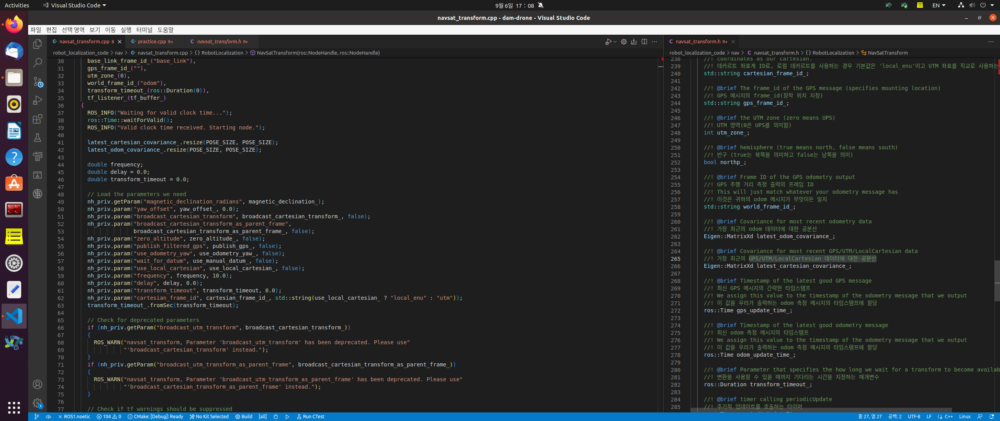 Activities
Visual Studio Code
9월 6일 17 : 08
EN
navsat_transform.cpp - dam-drone - Visual Studio Code
파일 편집 선택 영역 보기 이동 실행 터미널 도움말
navsat_transform.cpp 8
practice.cpp 9+
navsat_transform.h 9+
robot_localization_code > nav > navsat_transform.cpp > {} RobotLocalization > NavSatTransform(ros::NodeHandle, ros::NodeHandle)
30 base_link_frame_id_("base_link"),
31 gps_frame_id_(""),
32 utm_zone_(0),
33 world_frame_id_("odom"),
34 transform_timeout_(ros::Duration(0)),
35 tf_listener_(tf_buffer_)
36 {
37 ROS_INFO("Waiting for valid clock time...");
38 ros::Time::waitForValid();
39 ROS_INFO("Valid clock time received. Starting node.");
40
41 latest_cartesian_covariance_.resize(POSE_SIZE, POSE_SIZE);
42 latest_odom_covariance_.resize(POSE_SIZE, POSE_SIZE);
43
44 double frequency;
45 double delay = 0.0;
46 double transform_timeout = 0.0;
47
48 // Load the parameters we need
49 nh_priv.getParam("magnetic_declination_radians", magnetic_declination_);
50 nh_priv.param("yaw_offset", yaw_offset_, 0.0);
51 nh_priv.param("broadcast_cartesian_transform", broadcast_cartesian_transform_, false);
52 nh_priv.param("broadcast_cartesian_transform_as_parent_frame",
53 broadcast_cartesian_transform_as_parent_frame_, false);
54 nh_priv.param("zero_altitude", zero_altitude_, false);
55 nh_priv.param("publish_filtered_gps", publish_gps_, false);
56 nh_priv.param("use_odometry_yaw", use_odometry_yaw_, false);
57 nh_priv.param("wait_for_datum", use_manual_datum_, false);
58 nh_priv.param("use_local_cartesian", use_local_cartesian_, false);
59 nh_priv.param("frequency", frequency, 10.0);
60 nh_priv.param("delay", delay, 0.0);
61 nh_priv.param("transform_timeout", transform_timeout, 0.0);
62 nh_priv.param("cartesian_frame_id", cartesian_frame_id_, std::string(use_local_cartesian_ ? "local_enu" : "utm"));
63 transform_timeout_.fromSec(transform_timeout);
64
65 // Check for deprecated parameters
66 if (nh_priv.getParam("broadcast_utm_transform", broadcast_cartesian_transform_))
67 {
68 ROS_WARN("navsat_transform, Parameter 'broadcast_utm_transform' has been deprecated. Please use"
69 "'broadcast_cartesian_transform' instead.");
70 }
71 if (nh_priv.getParam("broadcast_utm_transform_as_parent_frame", broadcast_cartesian_transform_as_parent_frame_))
72 {
73 ROS_WARN("navsat_transform, Parameter 'broadcast_utm_transform_as_parent_frame' has been deprecated. Please use"
74 "'broadcast_cartesian_transform_as_parent_frame' instead.");
75 }
76
77 // Check if tf warnings should be suppressed
navsat_transform.h 9+
robot_localization_code > nav > navsat_transform.h > {} RobotLocalization > NavSatTransform
238 //! coordinates as our cartesian.
239 //! 데카르트 좌표계 ID로, 로컬 데카르트를 사용하는 경우 기본값은 'local_enu'이고 UTM 좌표를 직교로 사용하는
240 std::string cartesian_frame_id_;
241
242 //! @brief The frame_id of the GPS message (specifies mounting location)
243 //! GPS 메시지의 frame_id(장착 위치 지정)
244 std::string gps_frame_id_;
245
246 //! @brief the UTM zone (zero means UPS)
247 //! UTM 영역(0은 UPS를 의미함)
248 int utm_zone_;
249
250 //! @brief hemisphere (true means north, false means south)
251 //! 반구 (true는 북쪽을 의미하고 false는 남쪽을 의미)
252 bool northp_;
253
254 //! @brief Frame ID of the GPS odometry output
255 //! GPS 주행 거리 측정 출력의 프레임 ID
256 //! This will just match whatever your odometry message has
257 //! 이것은 귀하의 odom 메시지가 무엇이든 일치
258 std::string world_frame_id_;
259
260 //! @brief Covariance for most recent odometry data
261 //! 가장 최근의 odom 데이터에 대한 공분산
262 Eigen::MatrixXd latest_odom_covariance_;
263
264 //! @brief Covariance for most recent GPS/UTM/LocalCartesian data
265 //! 가장 최근의 GPS/UTM/LocalCartesian 데이터에 대한 공분산
266 Eigen::MatrixXd latest_cartesian_covariance_;
267
268 //! @brief Timestamp of the latest good GPS message
269 //! 최신 GPS 메시지의 간략한 타임스탬프
270 //! We assign this value to the timestamp of the odometry message that we output
271 //! 이 값을 우리가 출력하는 odom 측정 메시지의 타임스탬프에 할당
272 ros::Time gps_update_time_;
273
274 //! @brief Timestamp of the latest good odometry message
275 //! 최신 odom 측정 메시지의 타임스탬프
276 //! We assign this value to the timestamp of the odometry message that we output
277 //! 이 값을 우리가 출력하는 odom 측정 메시지의 타임스탬프에 할당
278 ros::Time odom_update_time_;
279
280 //! @brief Parameter that specifies the how long we wait for a transform to become availab
281 //! 변환을 사용할 수 있을 때까지 기다리는 시간을 지정하는 매개변수
282 ros::Duration transform_timeout_;
283
284 //! @brief timer calling periodicUpdate
285 //! 주기적 업데이트를 호출하는 타이머
ROS1.noetic 104 0 CMake: [Debug]: Ready No Kit Selected Build [all] Run CTest
줄 27, 열 27 공백: 2 UTF-8 LF C++ Linux